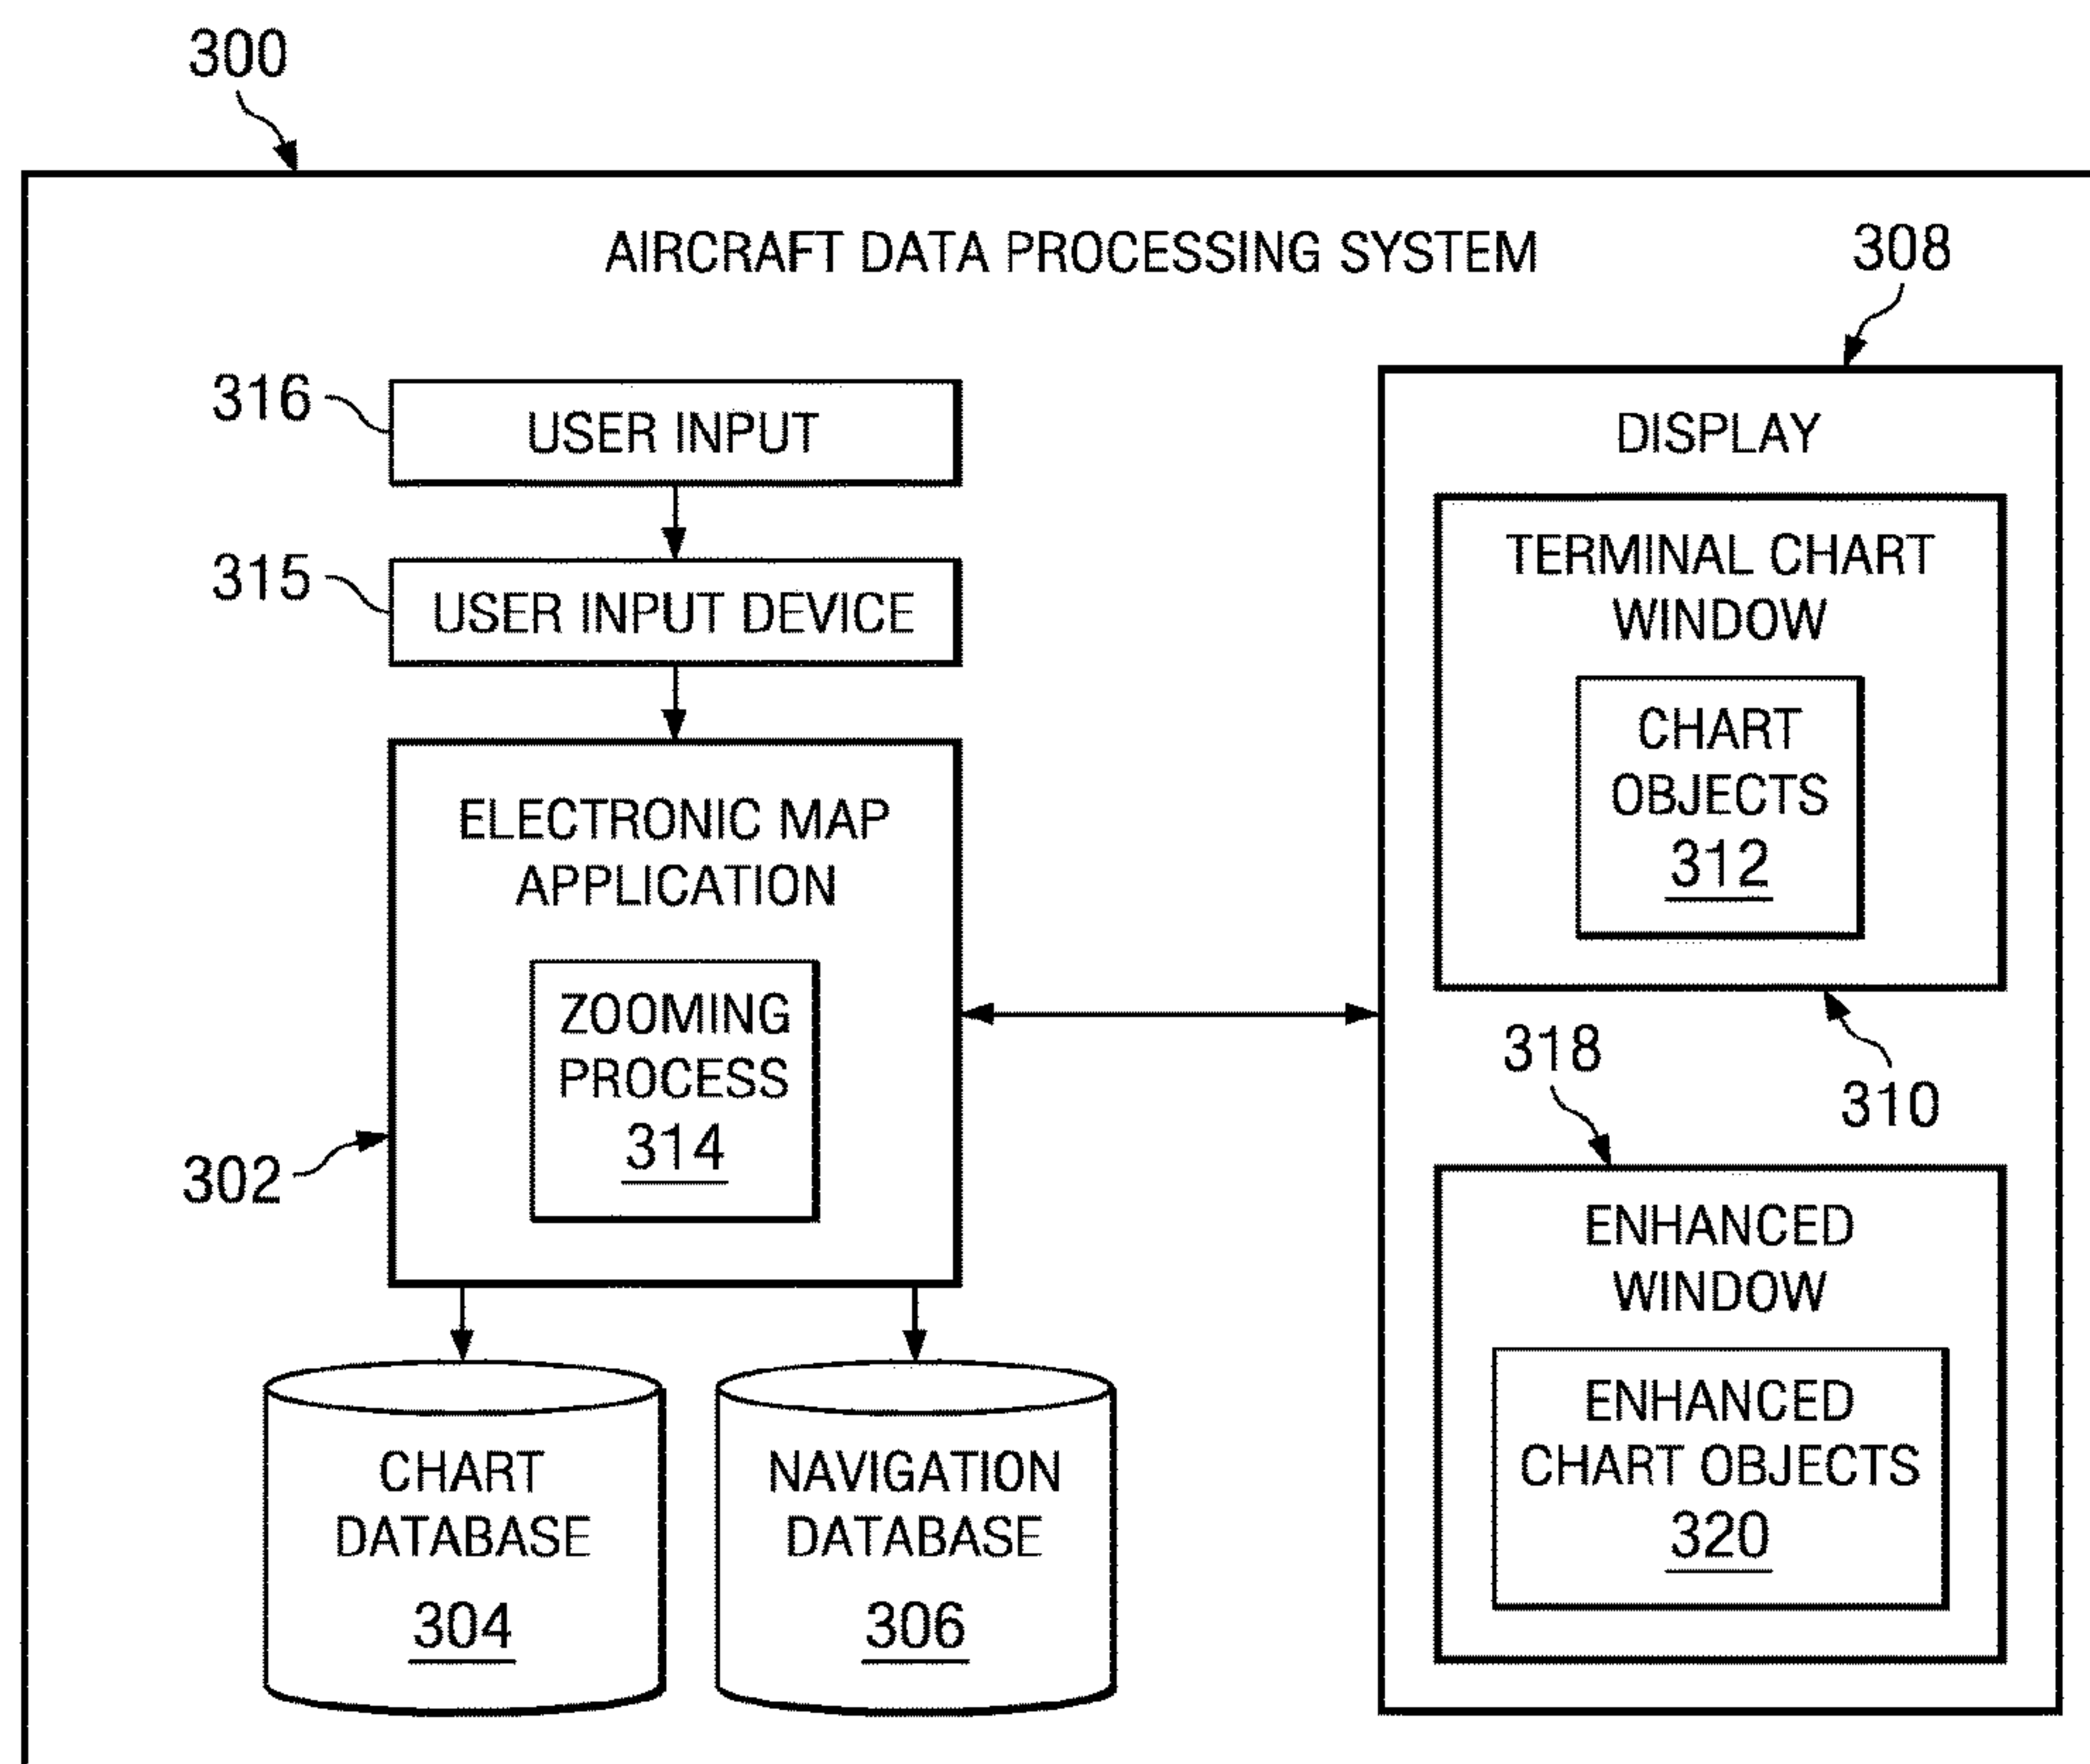 300
AIRCRAFT DATA PROCESSING SYSTEM
308
316
USER INPUT
315
USER INPUT DEVICE
ELECTRONIC MAP
APPLICATION
ZOOMING
PROCESS
314
302
CHART
DATABASE
304
NAVIGATION
DATABASE
306
DISPLAY
TERMINAL CHART
WINDOW
CHART
OBJECTS
312
310
318
ENHANCED
WINDOW
ENHANCED
CHART OBJECTS
320